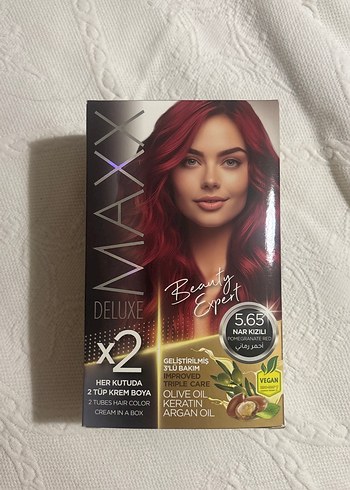 MAXX
DELUXE
Beauty
Expert
5.65
NAR KIZILI
POMEGRANATE RED
أحمر رماني
x2
HER KUTUDA
2 TÜP KREM BOYA
2 TUBES HAIR COLOR
CREAM IN A BOX
GELİŞTİRİLMİŞ
3'LÜ BAKIM
IMPROVED
TRIPLE CARE
OLIVE OIL
KERATIN
ARGAN OIL
VEGAN